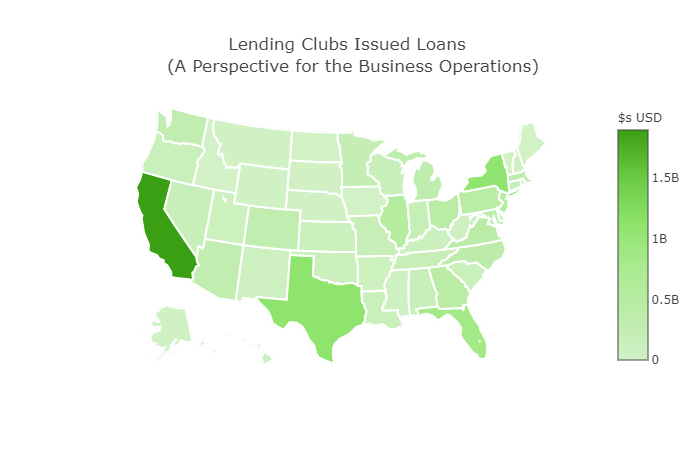 Lending Clubs Issued Loans
(A Perspective for the Business Operations)
$s USD
1.5B
1B
0.5B
0